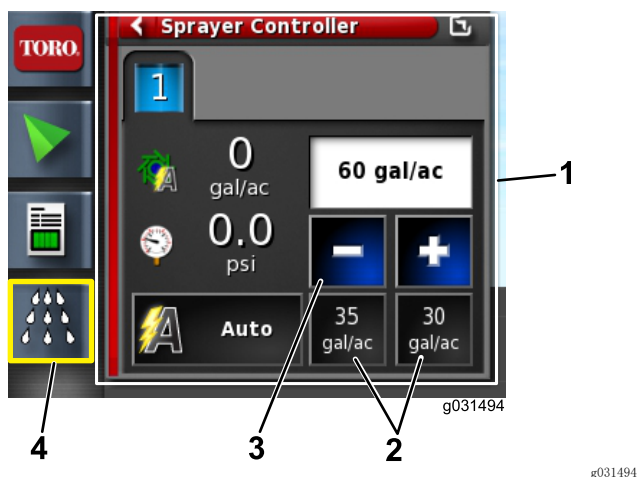 TORO.
Sprayer Controller
1
0
gal/ac
60 gal/ac
0.0
psi
- +
A Auto
35
gal/ac
30
gal/ac
1
g031494
4
3
2
g031494